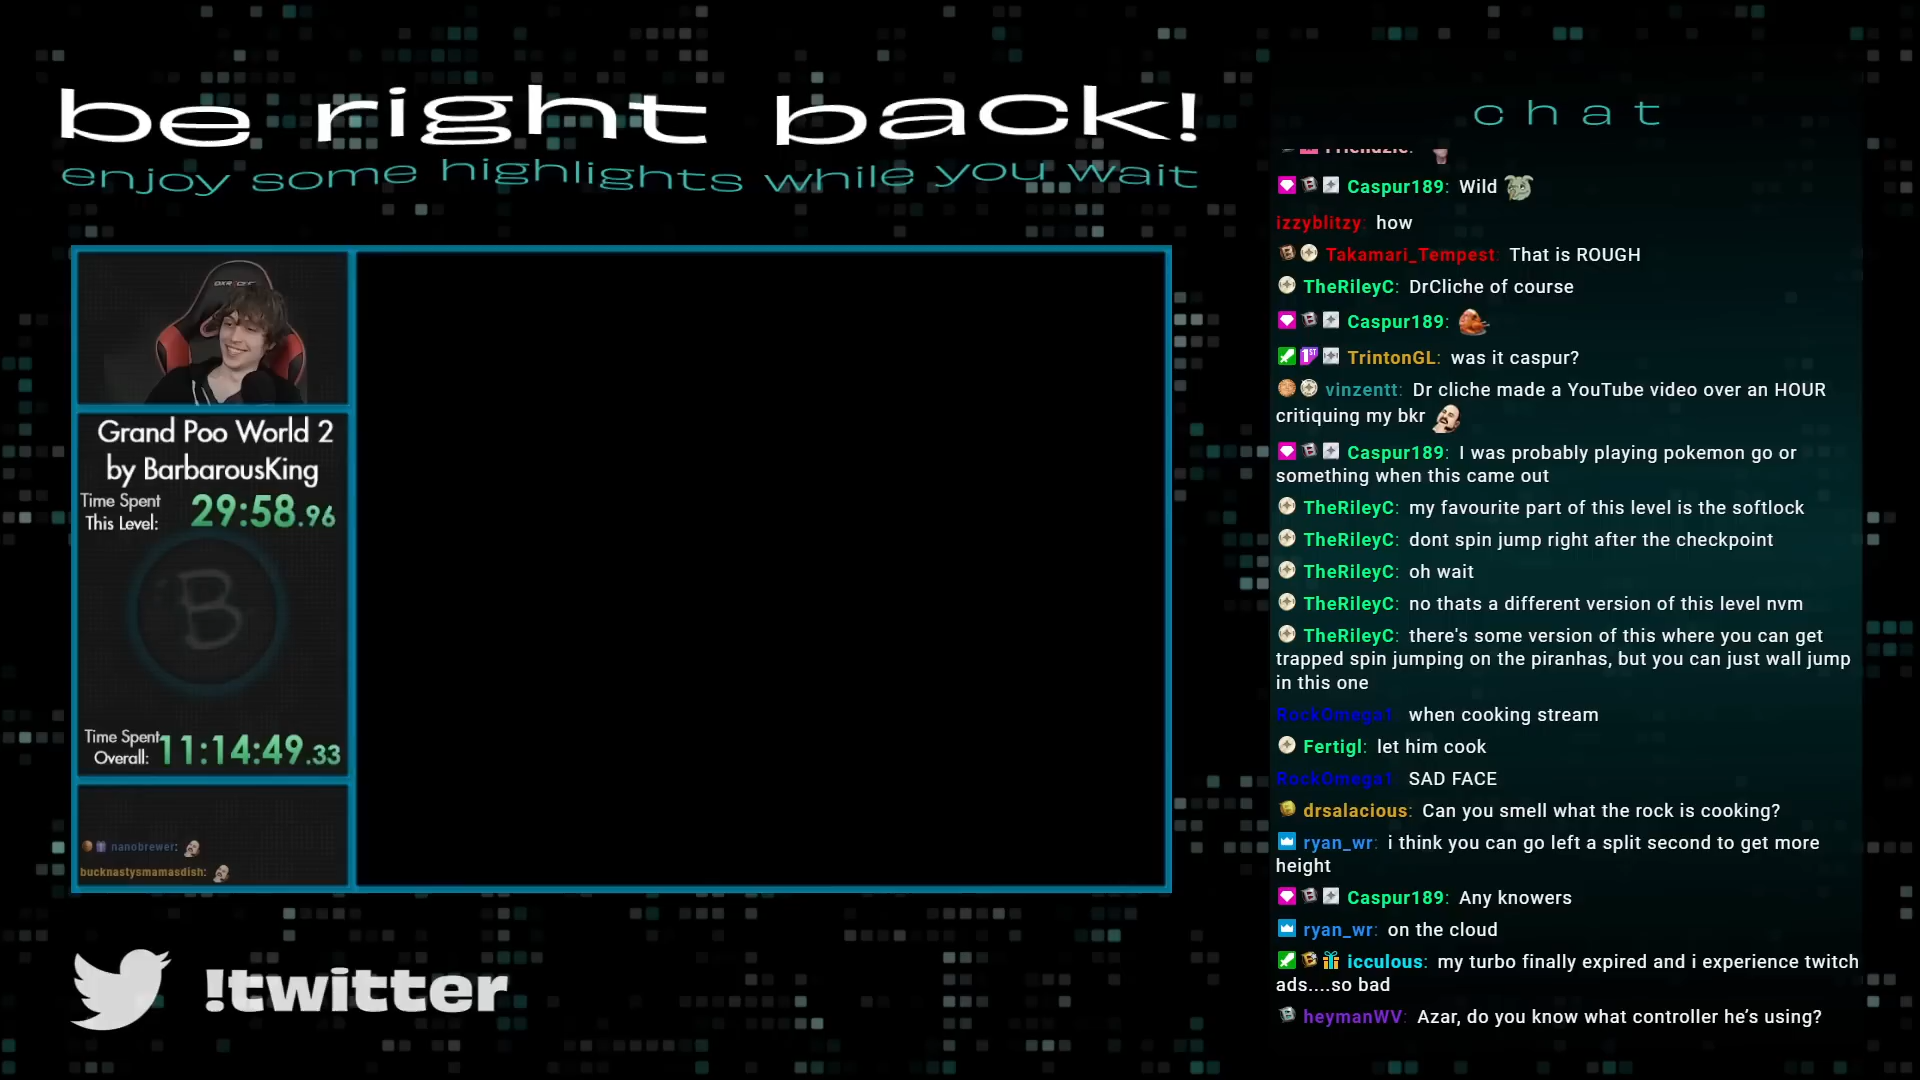 be right back!
enjoy some highlights while you wait
Grand Poo World 2
by BarbarousKing
Time Spent
This Level:
29:58.96
B
Time Spent
Overall:
11:14:49.33
nanobrewer:
bucknastysmamasdish:
!twitter
chat
Caspur189: Wild
izzyblitzy: how
Takamari_Tempest: That is ROUGH
TheRileyC: DrCliche of course
Caspur189:
TrintonGL: was it caspur?
vinzentt: Dr cliche made a YouTube video over an HOUR
critiquing my bkr
Caspur189: I was probably playing pokemon go or
something when this came out
TheRileyC: my favourite part of this level is the softlock
TheRileyC: dont spin jump right after the checkpoint
TheRileyC: oh wait
TheRileyC: no thats a different version of this level nvm
TheRileyC: there's some version of this where you can get
trapped spin jumping on the piranhas, but you can just wall jump
in this one
RockOmega1: when cooking stream
Fertigl: let him cook
RockOmega1: SAD FACE
drsalacious: Can you smell what the rock is cooking?
ryan_wr: i think you can go left a split second to get more
height
Caspur189: Any knowers
ryan_wr: on the cloud
icculous: my turbo finally expired and i experience twitch
ads....so bad
heymanWV: Azar, do you know what controller he's using?